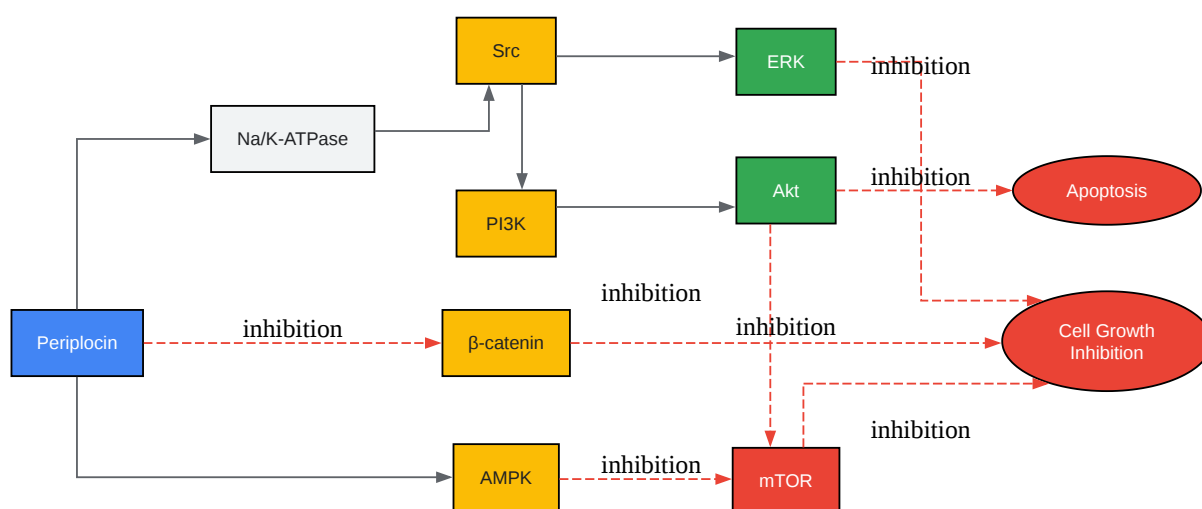 Src
ERK
inhibition
Na/K-ATPase
Akt
inhibition
Apoptosis
PI3K
inhibition
Periplocin
inhibition
β-catenin
inhibition
Cell Growth
Inhibition
inhibition
AMPK
inhibition
mTOR